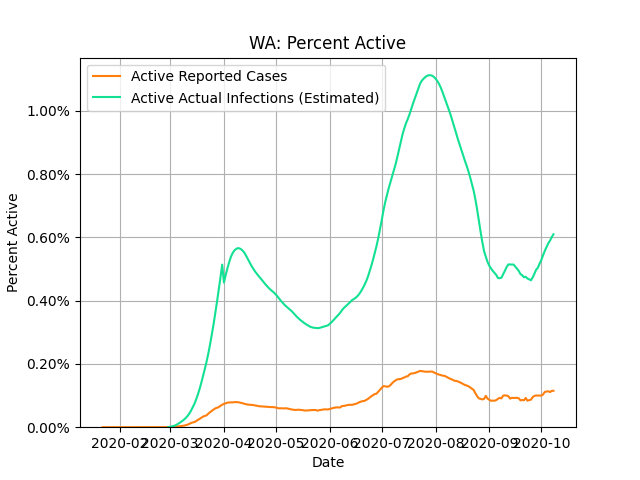 WA: Percent Active
Active Reported Cases
Active Actual Infections (Estimated)
Percent Active
1.00%
0.80%
0.60%
0.40%
0.20%
0.00%
2020-02 2020-03 2020-04 2020-05 2020-06 2020-07 2020-08 2020-09 2020-10
Date